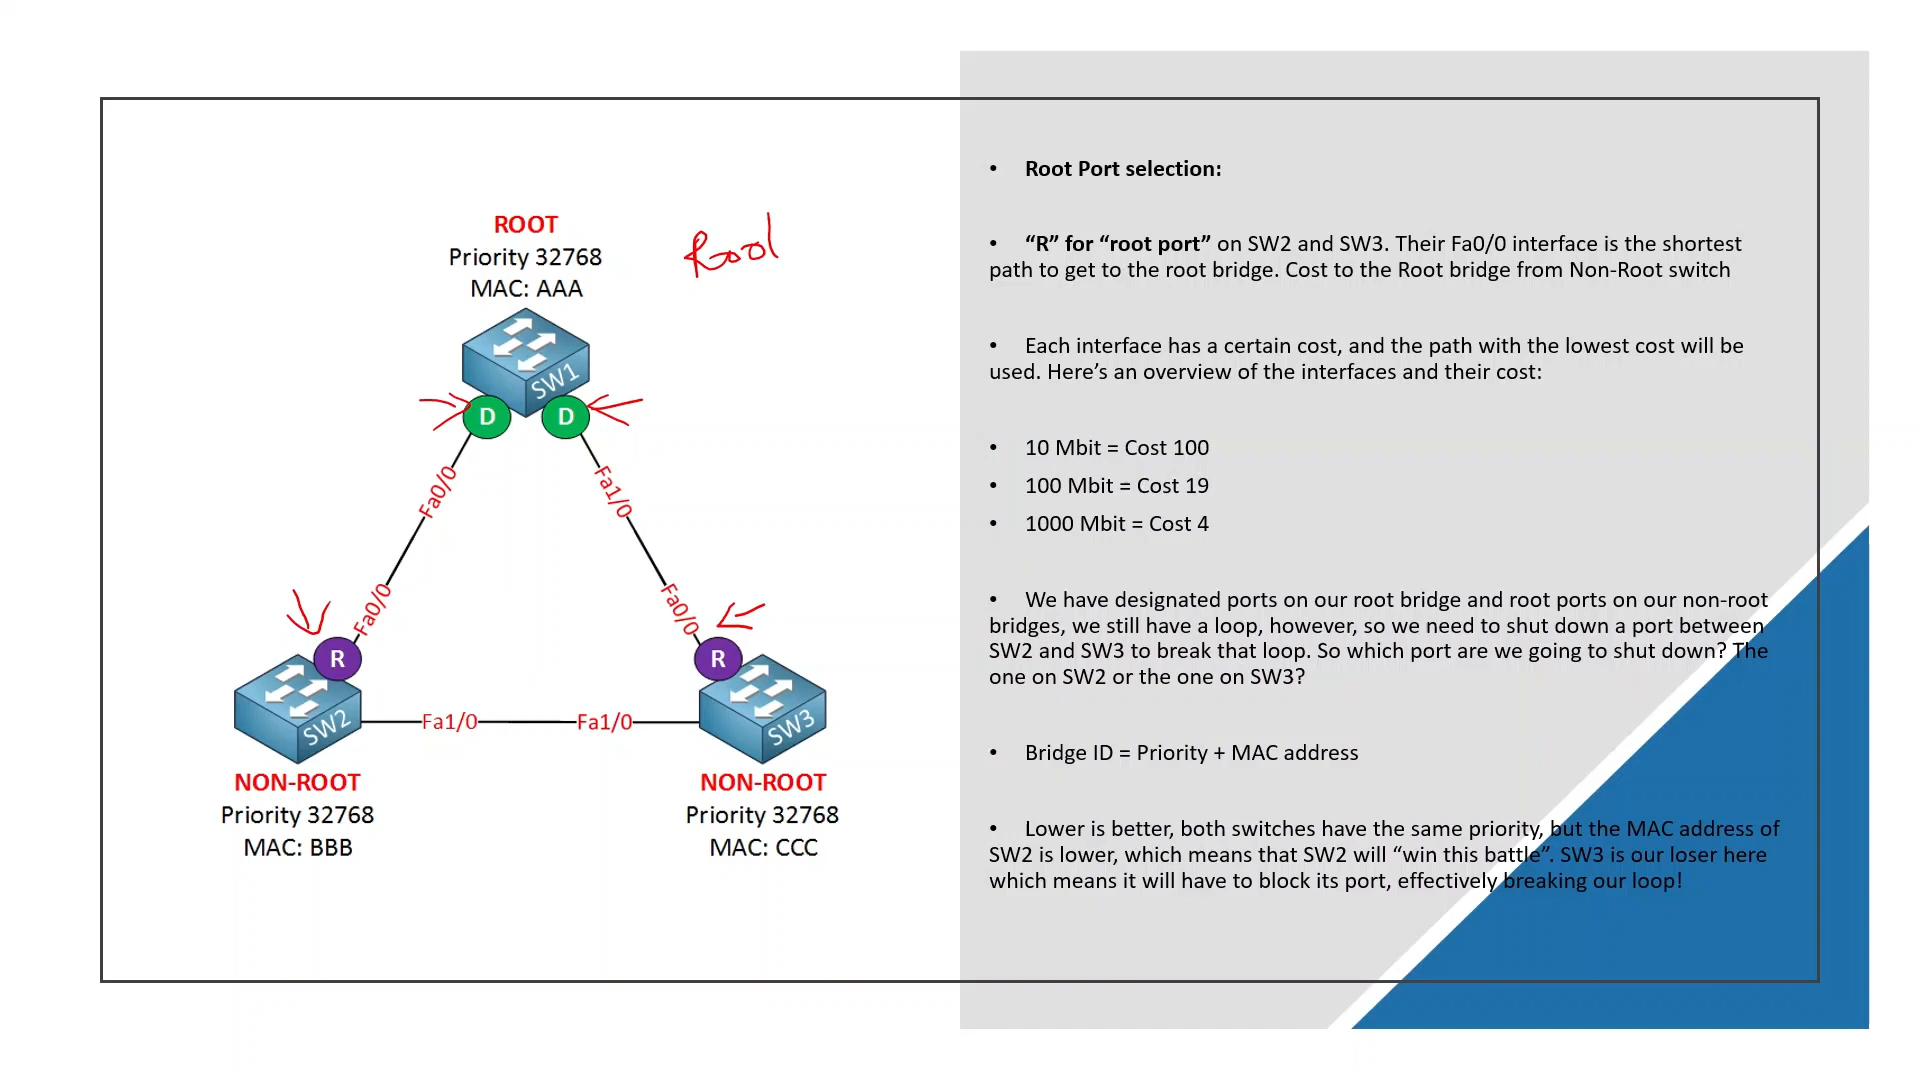 ROOT
Priority 32768
MAC: AAA
Rool
SW1
D
D
Fa0/0
Fa1/0
Fa0/0
Fa0/0
R
R
SW2
Fa1/0
Fa1/0
SW3
NON-ROOT
Priority 32768
MAC: BBB
NON-ROOT
Priority 32768
MAC: CCC
• Root Port selection:
• “R” for “root port” on SW2 and SW3. Their Fa0/0 interface is the shortest
path to get to the root bridge. Cost to the Root bridge from Non-Root switch
• Each interface has a certain cost, and the path with the lowest cost will be
used. Here’s an overview of the interfaces and their cost:
• 10 Mbit = Cost 100
• 100 Mbit = Cost 19
• 1000 Mbit = Cost 4
• We have designated ports on our root bridge and root ports on our non-root
bridges, we still have a loop, however, so we need to shut down a port between
SW2 and SW3 to break that loop. So which port are we going to shut down? The
one on SW2 or the one on SW3?
• Bridge ID = Priority + MAC address
• Lower is better, both switches have the same priority, but the MAC address of
SW2 is lower, which means that SW2 will “win this battle”. SW3 is our loser here
which means it will have to block its port, effectively breaking our loop!